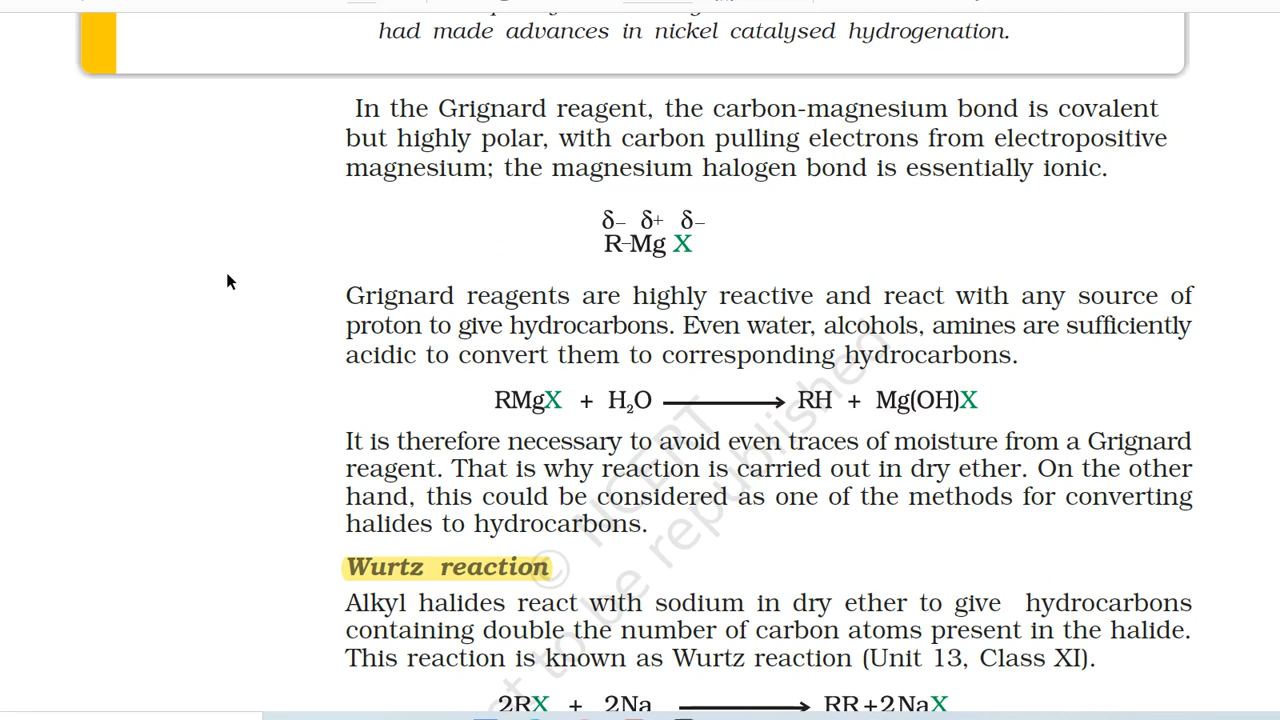 had made advances in nickel catalysed hydrogenation.
In the Grignard reagent, the carbon-magnesium bond is covalent
but highly polar, with carbon pulling electrons from electropositive
magnesium; the magnesium halogen bond is essentially ionic.
δ– δ+ δ–
R–Mg X
Grignard reagents are highly reactive and react with any source of
proton to give hydrocarbons. Even water, alcohols, amines are sufficiently
acidic to convert them to corresponding hydrocarbons.
RMgX + H₂O ⟶ RH + Mg(OH)X
It is therefore necessary to avoid even traces of moisture from a Grignard
reagent. That is why reaction is carried out in dry ether. On the other
hand, this could be considered as one of the methods for converting
halides to hydrocarbons.
Wurtz reaction
Alkyl halides react with sodium in dry ether to give hydrocarbons
containing double the number of carbon atoms present in the halide.
This reaction is known as Wurtz reaction (Unit 13, Class XI).
2RX + 2Na ⟶ RR+2NaX
© NCERT
to be republished